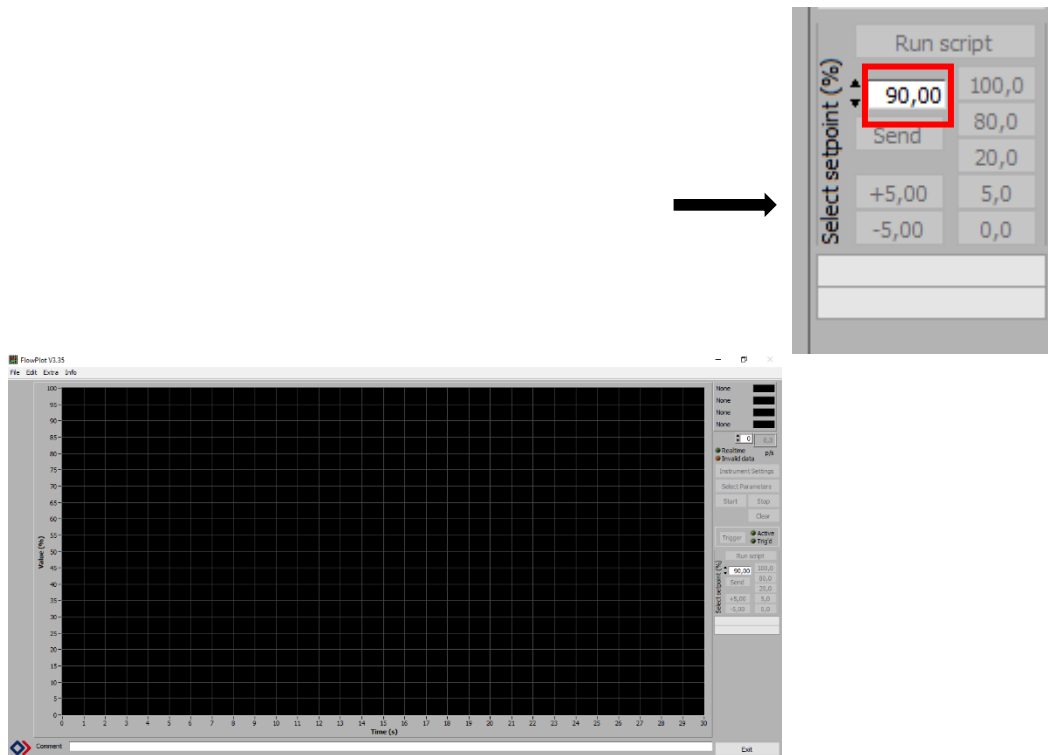 Run script
Select setpoint (%)
90,00
100,0
Send
80,0
20,0
+5,00
5,0
-5,00
0,0
FlowPlot V3.35
File Edit Extra Info
100
95
90
85
80
75
70
65
60
55
50
45
40
35
30
25
20
15
10
5
0
Value (%)
0 1 2 3 4 5 6 7 8 9 10 11 12 13 14 15 16 17 18 19 20 21 22 23 24 25 26 27 28 29 30
Time (s)
None
None
None
None
0 0,0
Realtime p/s
Invalid data
Instrument Settings
Select Parameters
Start Stop
Clear
Trigger
Active
Trig'd
Run script
Select setpoint (%)
90,00 100,0
Send 80,0
20,0
+5,00 5,0
-5,00 0,0
Comment
Exit